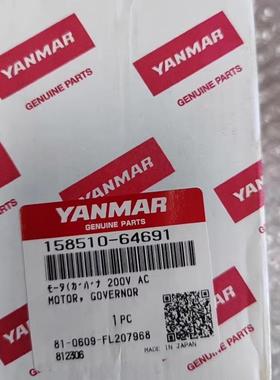 YANMAR
GENUINE PARTS
YANMAR
GENUINE PARTS
YANMAR
GENUINE PARTS
YANMAR
GENUINE PARTS
158510-64691
モータ(ガバナ 200V AC
MOTOR, GOVERNOR
1PC
81-0609-FL207968
812306
MADE IN JAPAN